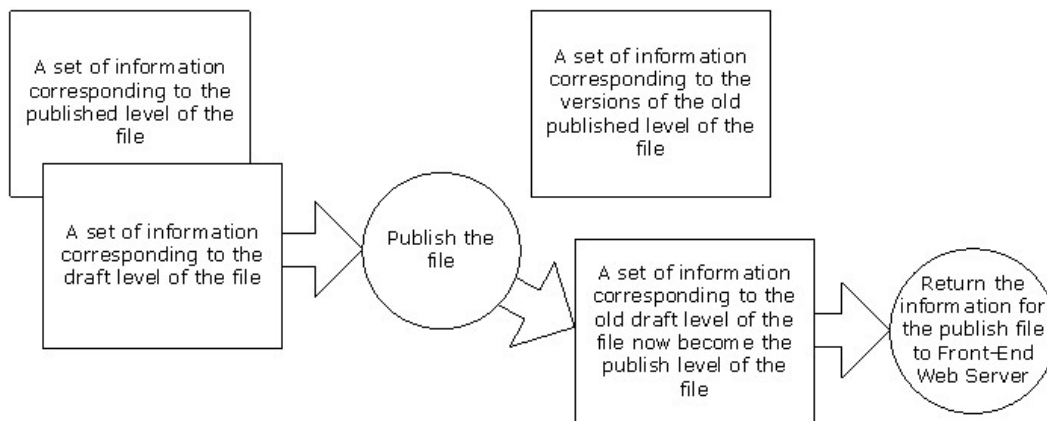 A set of information
corresponding to the
published level of the
file
A set of information
corresponding to the
draft level of the file
Publish the
file
A set of information
corresponding to the
versions of the old
published level of the
file
A set of information
corresponding to the
old draft level of the
file now become the
publish level of the
file
Return the
information for
the publish file
to Front-End
Web Server